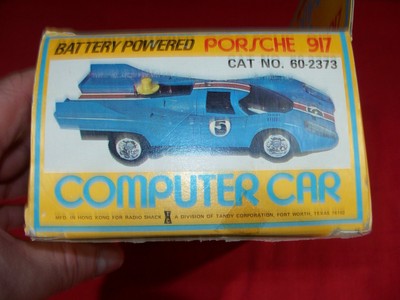 BATTERY POWERED PORSCHE 917
CAT NO. 60-2373
5
COMPUTER CAR
MFD. IN HONG KONG FOR RADIO SHACK A DIVISION OF TANDY CORPORATION, FORT WORTH, TEXAS